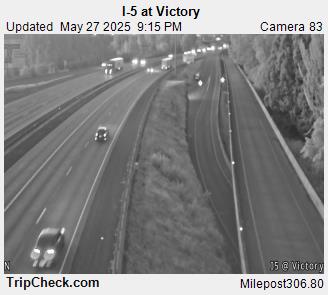 I-5 at Victory
Updated  May 27 2025  9:15 PM
Camera 83
N
I5 @ Victory
TripCheck.com
Milepost306.80